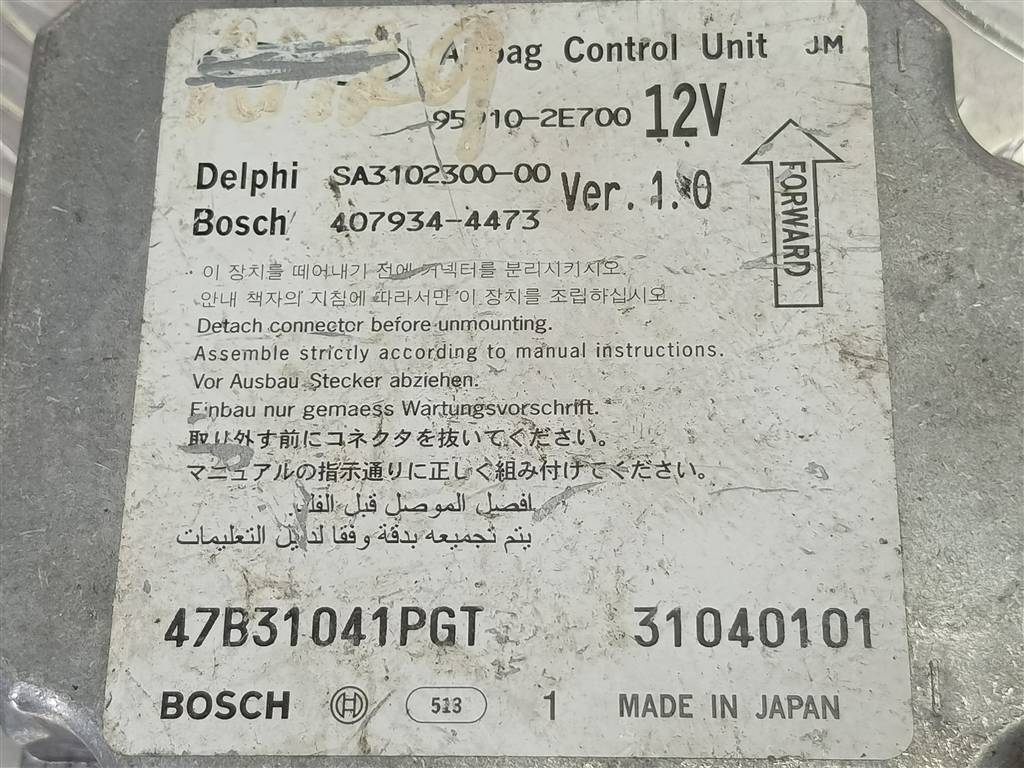 Control Unit JM
2E700 12V
Delphi SA3102300-00
Bosch 407934-4473
Ver. 1.0
FORWARD
이 장치를 떼어내기 전에 커넥터를 분리시키시오.
안내 책자의 지침에 따라서만 이 장치를 조립하십시오.
Detach connector before unmounting.
Assemble strictly according to manual instructions.
Vor Ausbau Stecker abziehen.
Einbau nur gemaess Wartungsvorschrift.
取り外す前にコネクタを抜いてください。
マニュアルの指示通りに正しく組み付けてください。
افصل الموصل قبل
يتم تجميعه بدقة وفقا لدليل التعليمات
47B31041PGT 31040101
BOSCH 513 1 MADE IN JAPAN